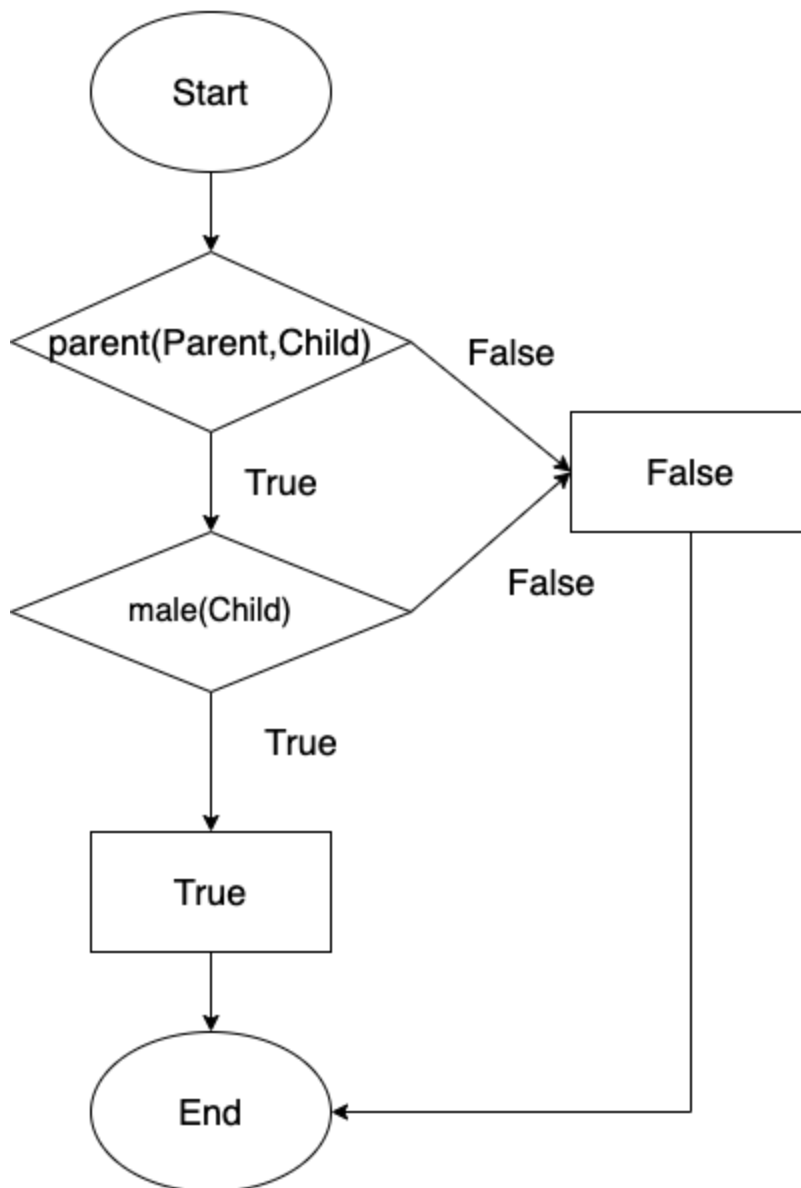 Start
parent(Parent,Child)
False
True
False
male(Child)
False
True
True
End